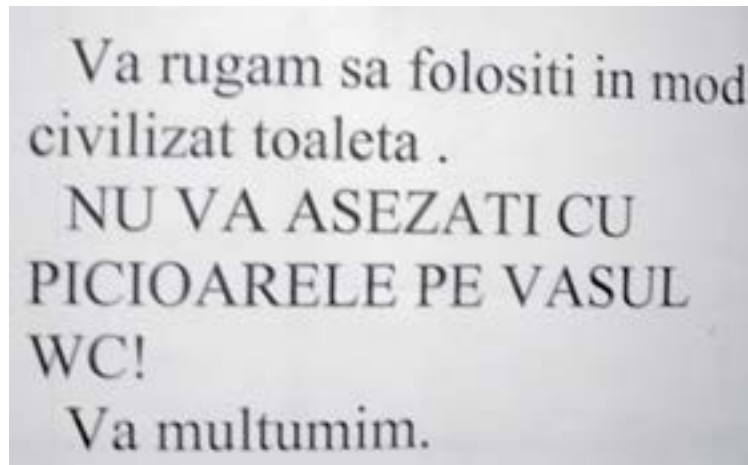 Va rugam sa folositi in mod
civilizat toaleta .
NU VA ASEZATI CU
PICIOARELE PE VASUL
WC!
Va multumim.